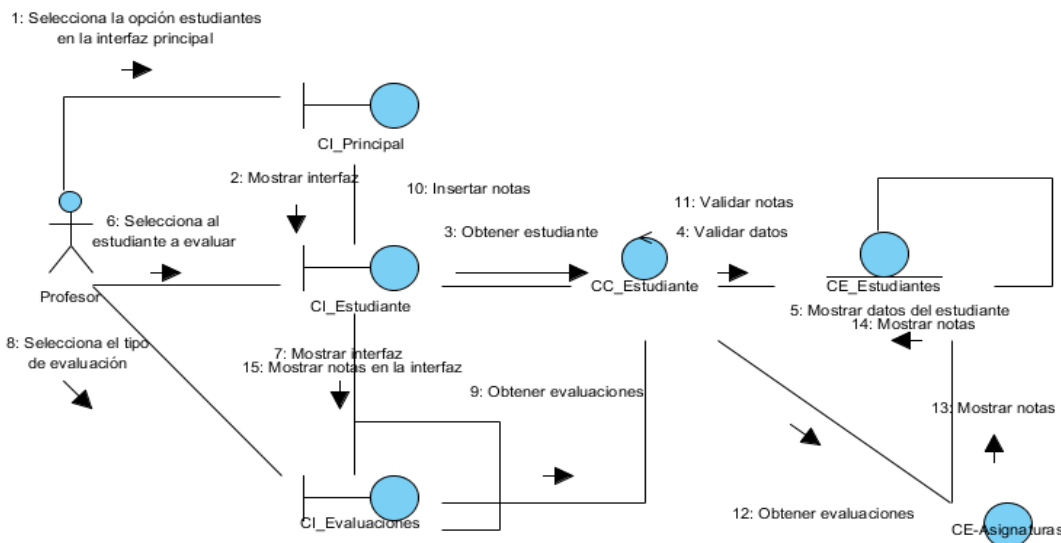 1: Selecciona la opción estudiantes
en la interfaz principal
CI_Principal
2: Mostrar interfaz
10: Insertar notas
11: Validar notas
6: Selecciona al
estudiante a evaluar
3: Obtener estudiante
4: Validar datos
Profesor
CI_Estudiante
CC_Estudiante
CE_Estudiantes
5: Mostrar datos del estudiante
14: Mostrar notas
8: Selecciona el tipo
de evaluación
7: Mostrar interfaz
15: Mostrar notas en la interfaz
9: Obtener evaluaciones
13: Mostrar notas
12: Obtener evaluaciones
CI_Evaluaciones
CE-Asignaturas